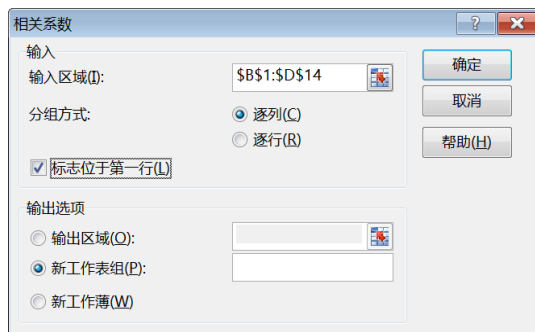 相关系数
输入
输入区域(I): $B$1:$D$14
确定
分组方式: 逐列(C)
取消
逐行(R)
帮助(H)
标志位于第一行(L)
输出选项
输出区域(O):
新工作表组(P):
新工作薄(W)